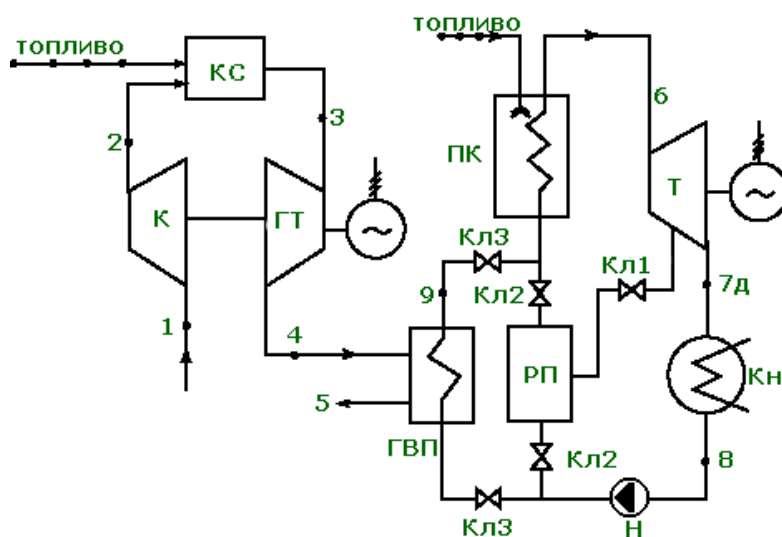 топливо
топливо
КС
2
3
6
ПК
К
ГТ
Т
~
~
Кл3
Кл1
9
Кл2
7д
1
4
РП
Кн
5
ГВП
Кл2
8
Кл3
Н